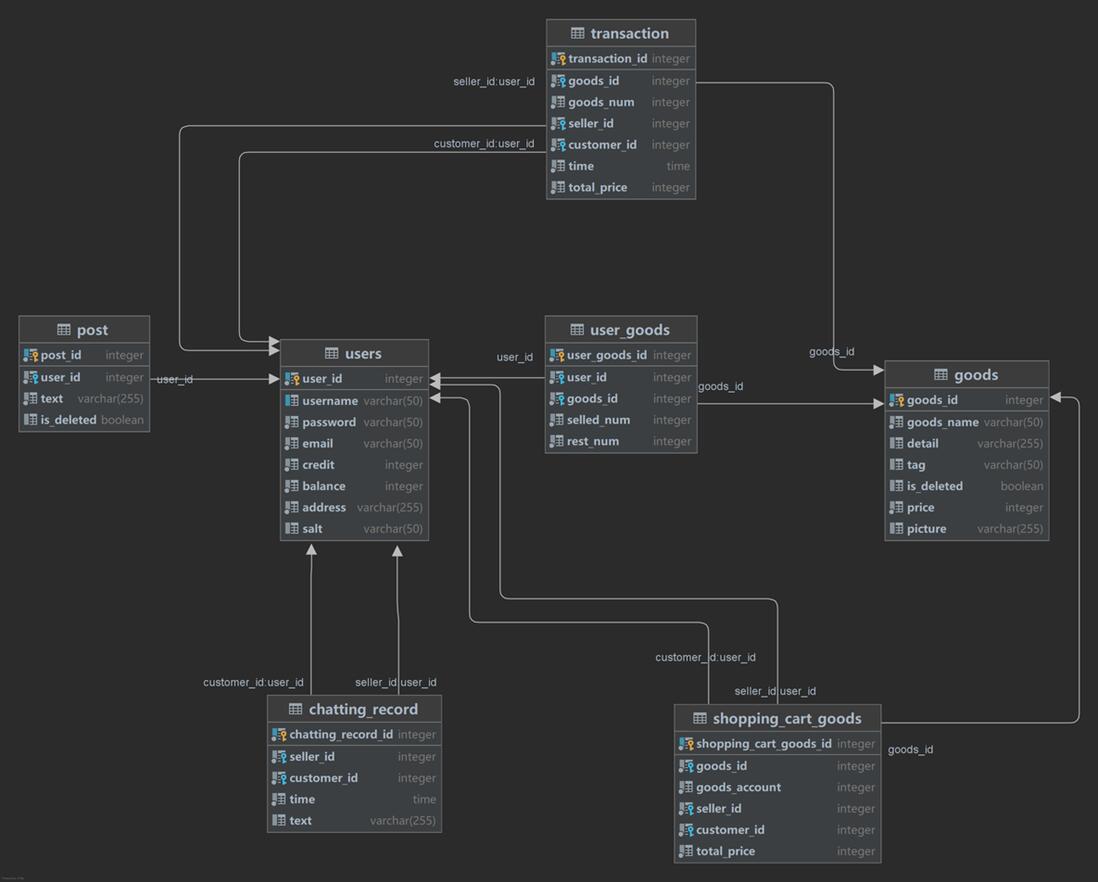 transaction
transaction_id integer
goods_id integer
goods_num integer
seller_id integer
customer_id integer
time time
total_price integer
seller_id:user_id
customer_id:user_id
goods_id
post
post_id integer
user_id integer
text varchar(255)
is_deleted boolean
user_id
users
user_id integer
username varchar(50)
password varchar(50)
email varchar(50)
credit integer
balance integer
address varchar(255)
salt varchar(50)
user_id
user_goods
user_goods_id integer
user_id integer
goods_id integer
selled_num integer
rest_num integer
goods_id
goods
goods_id integer
goods_name varchar(50)
detail varchar(255)
tag varchar(50)
is_deleted boolean
price integer
picture varchar(255)
customer_id:user_id
seller_id:user_id
chatting_record
chatting_record_id integer
seller_id integer
customer_id integer
time time
text varchar(255)
customer_id:user_id
seller_id:user_id
goods_id
shopping_cart_goods
shopping_cart_goods_id integer
goods_id integer
goods_account integer
seller_id integer
customer_id integer
total_price integer